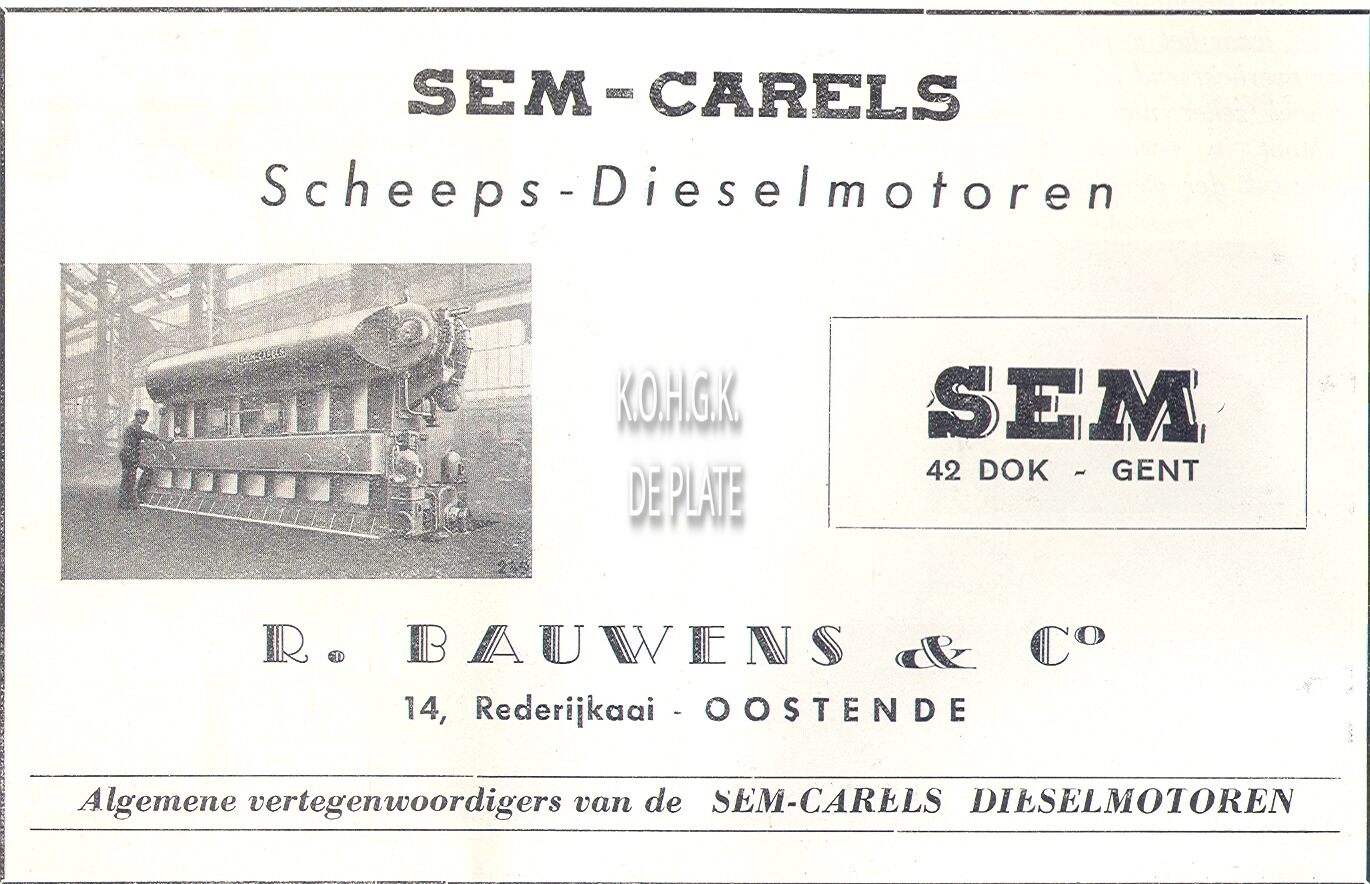 SEM-CARELS
Scheeps-Dieselmotoren
K.O.H.G.K.
DE PLATE
SEM
42 DOK - GENT
R. BAUWENS & Cº
14, Rederijkaai - OOSTENDE
Algemene vertegenwoordigers van de SEM-CARELS DIESELMOTOREN